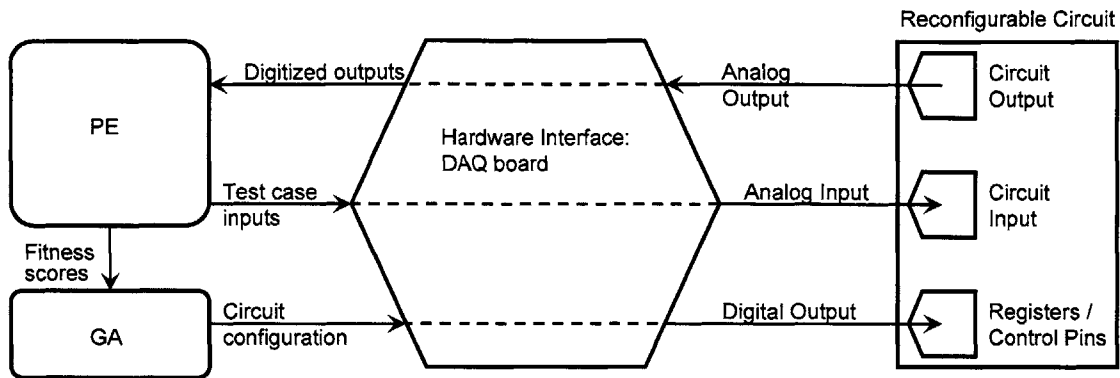 Reconfigurable Circuit
PE
Digitized outputs
Analog
Output
Circuit
Output
Hardware Interface:
DAQ board
Test case
inputs
Analog Input
Circuit
Input
Fitness
scores
GA
Circuit
configuration
Digital Output
Registers /
Control Pins